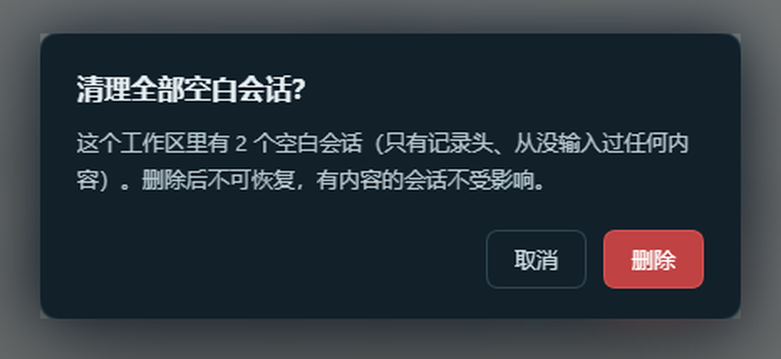 清理全部空白会话?
这个工作区里有 2 个空白会话（只有记录头、从没输入过任何内
容）。删除后不可恢复，有内容的会话不受影响。
取消
删除